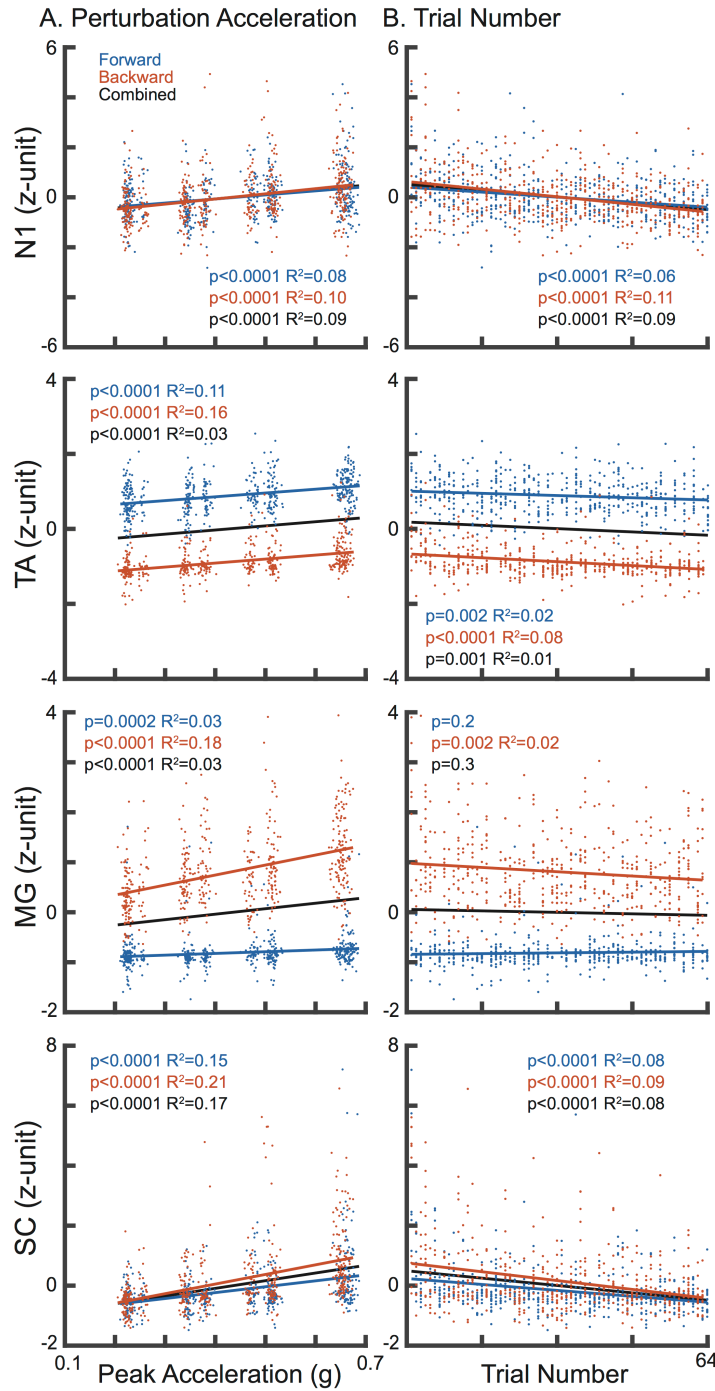 A. Perturbation Acceleration
B. Trial Number
6
Forward
Backward
Combined
N1 (z-unit)
0
0
p<0.0001 R²=0.08
p<0.0001 R²=0.10
p<0.0001 R²=0.09
p<0.0001 R²=0.06
p<0.0001 R²=0.11
p<0.0001 R²=0.09
-6
-6
4
4
p<0.0001 R²=0.11
p<0.0001 R²=0.16
p<0.0001 R²=0.03
TA (z-unit)
0
0
p=0.002 R²=0.02
p<0.0001 R²=0.08
p=0.001 R²=0.01
-4
-4
4
4
p=0.0002 R²=0.03
p<0.0001 R²=0.18
p<0.0001 R²=0.03
p=0.2
p=0.002 R²=0.02
p=0.3
2
2
MG (z-unit)
0
0
-2
-2
8
8
p<0.0001 R²=0.15
p<0.0001 R²=0.21
p<0.0001 R²=0.17
p<0.0001 R²=0.08
p<0.0001 R²=0.09
p<0.0001 R²=0.08
4
4
SC (z-unit)
0
0
-2
-2
0.1
Peak Acceleration (g)
0.7
Trial Number
64